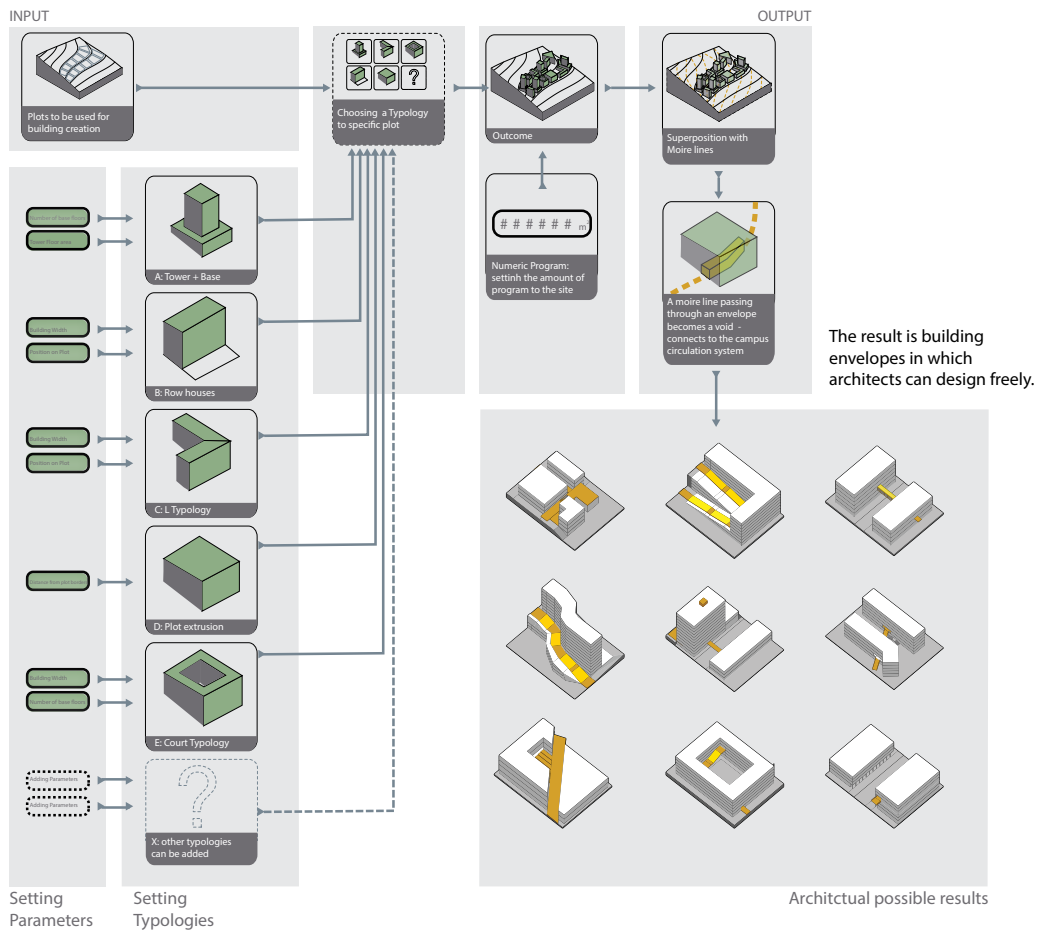 INPUT
OUTPUT
Plots to be used for
building creation
Choosing a Typology
to specific plot
?
Outcome
Superposition with
Moire lines
# # # # # # m²
Numeric Program:
settinh the amount of
program to the site
A moire line passing
through an envelope
becomes a void -
connects to the campus
circulation system
The result is building
envelopes in which
architects can design freely.
Number of base floors
Tower Floor area
A: Tower + Base
Building Width
Position on Plot
B: Row houses
Building Width
Position on Plot
C: L Typology
Distance from plot border
D: Plot extrusion
Building Width
Number of base floors
E: Court Typology
Adding Parameters
Adding Parameters
?
X: other typologies
can be added
Setting
Parameters
Setting
Typologies
Architctual possible results